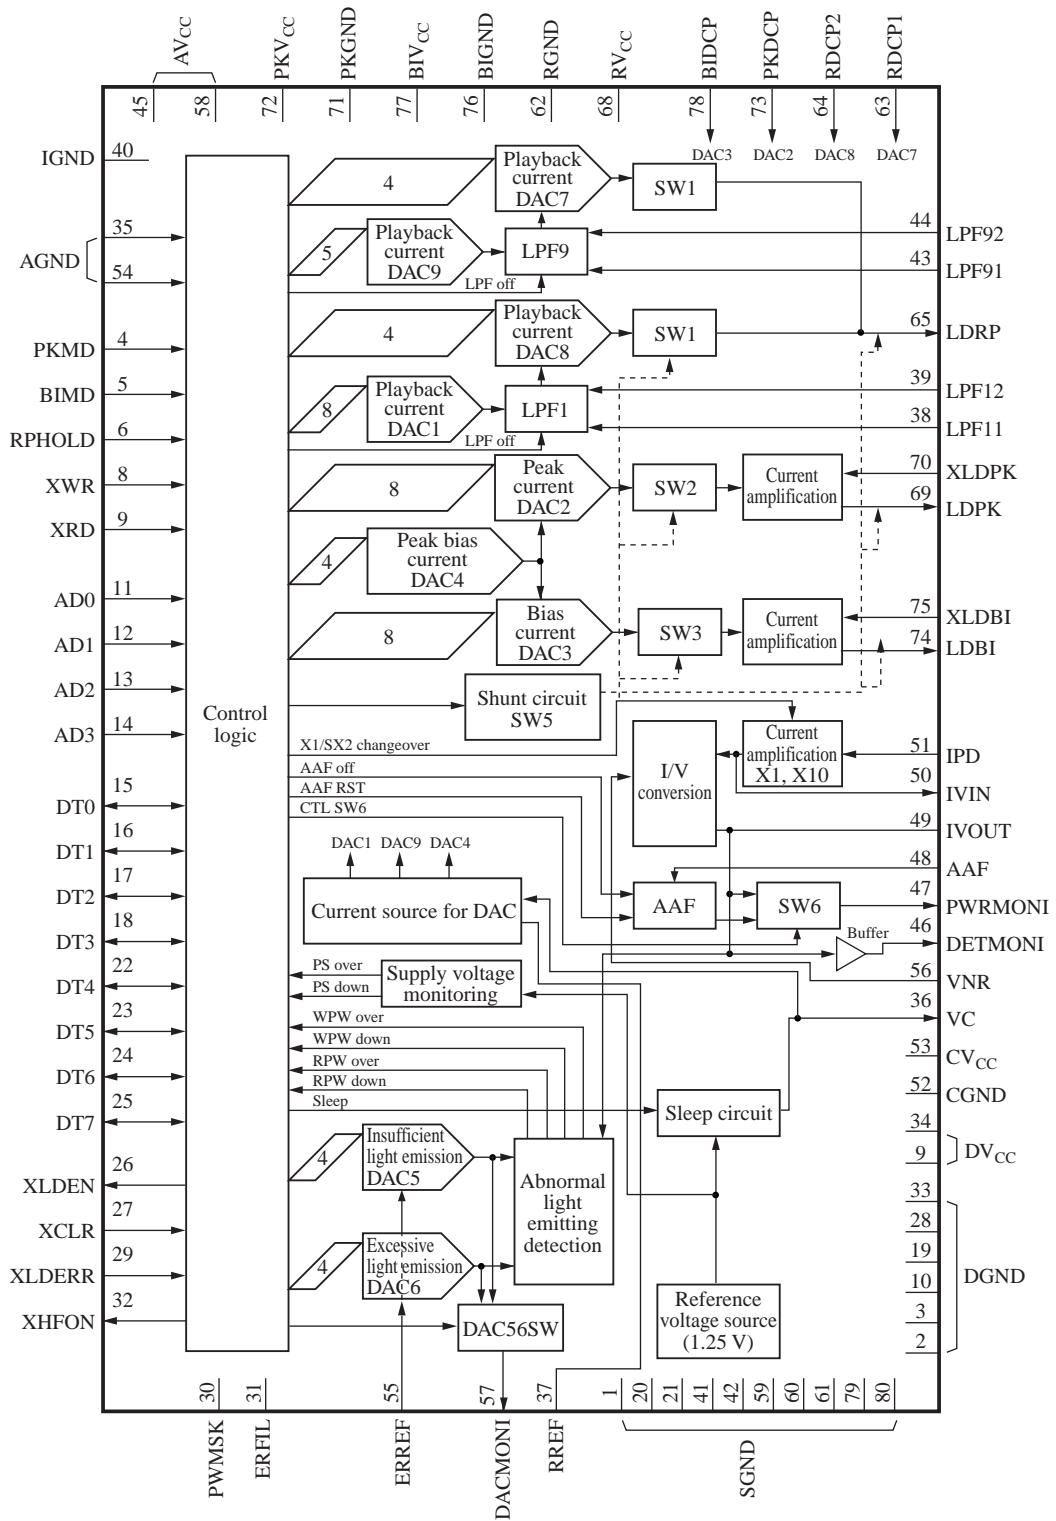 AVCC
PKVCC
PKGND
BIVCC
BIGND
RGND
RVCC
BIDCP
PKDCP
RDCP2
RDCP1
45
58
72
71
77
76
62
68
78
73
64
63
DAC3
DAC2
DAC8
DAC7
IGND
40
35
AGND
54
PKMD
4
BIMD
5
RPHOLD
6
XWR
8
XRD
9
AD0
11
AD1
12
AD2
13
AD3
14
DT0
15
DT1
16
DT2
17
DT3
18
DT4
22
DT5
23
DT6
24
DT7
25
XLDEN
26
XCLR
27
XLDERR
29
XHFON
32
Control
logic
4
Playback
current
DAC7
SW1
5
Playback
current
DAC9
LPF9
LPF off
4
Playback
current
DAC8
SW1
8
Playback
current
DAC1
LPF1
LPF off
8
Peak
current
DAC2
SW2
Current
amplification
4
Peak bias
current
DAC4
8
Bias
current
DAC3
SW3
Current
amplification
Shunt circuit
SW5
X1/SX2 changeover
AAF off
AAF RST
CTL SW6
I/V
conversion
Current
amplification
X1, X10
DAC1
DAC9
DAC4
Current source for DAC
AAF
SW6
Buffer
PS over
PS down
Supply voltage
monitoring
WPW over
WPW down
RPW over
RPW down
Sleep
Sleep circuit
4
Insufficient
light emission
DAC5
Abnormal
light
emitting
detection
4
Excessive
light emission
DAC6
DAC56SW
Reference
voltage source
(1.25 V)
44
LPF92
43
LPF91
65
LDRP
39
LPF12
38
LPF11
70
XLDPK
69
LDPK
75
XLDBI
74
LDBI
51
IPD
50
IVIN
49
IVOUT
48
AAF
47
PWRMONI
46
DETMONI
56
VNR
36
VC
53
CVCC
52
CGND
34
9
DVCC
33
28
19
10
3
2
DGND
30
31
55
57
37
1
20
21
41
42
59
60
61
79
80
PWMSK
ERFIL
ERREF
DACMONI
RREF
SGND